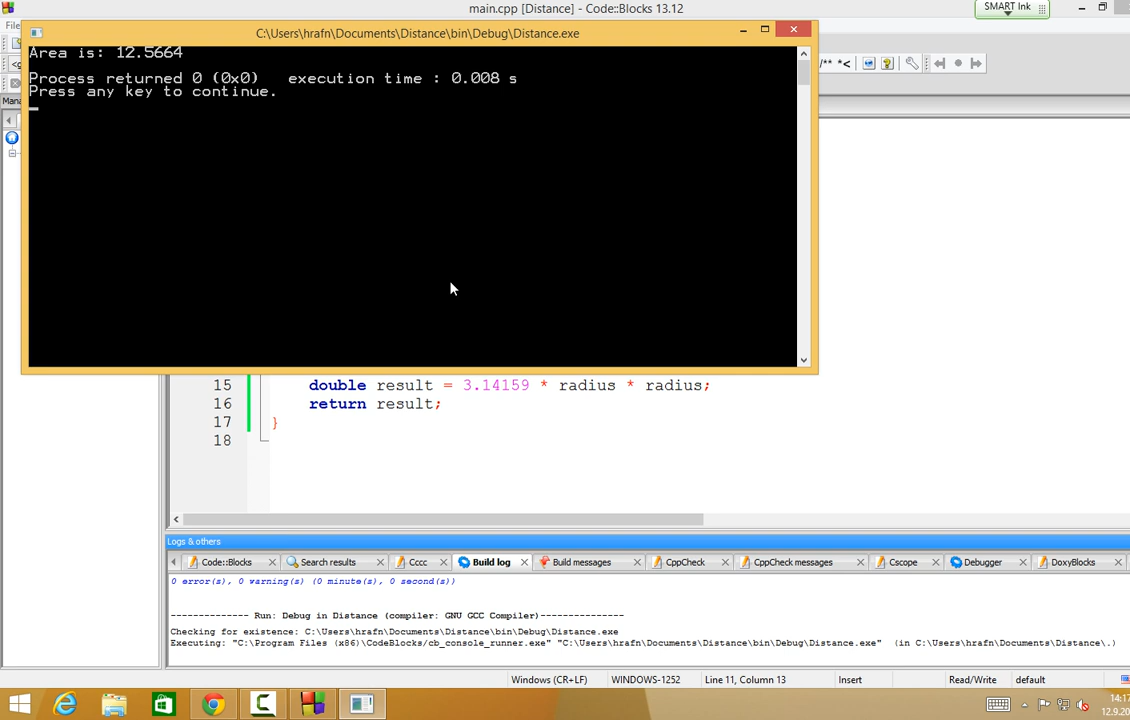 main.cpp [Distance] - Code::Blocks 13.12
SMART Ink
File
C:\Users\hrafn\Documents\Distance\bin\Debug\Distance.exe
Area is: 12.5664
Process returned 0 (0x0)   execution time : 0.008 s
Press any key to continue.
/** *<
15 double result = 3.14159 * radius * radius;
16 return result;
17 }
18
Logs & others
Code::Blocks Search results Cccc Build log Build messages CppCheck CppCheck messages Cscope Debugger DoxyBlocks
0 error(s), 0 warning(s) (0 minute(s), 0 second(s))
-------------- Run: Debug in Distance (compiler: GNU GCC Compiler)---------------
Checking for existence: C:\Users\hrafn\Documents\Distance\bin\Debug\Distance.exe
Executing: "C:\Program Files (x86)\CodeBlocks/cb_console_runner.exe" "C:\Users\hrafn\Documents\Distance\bin\Debug\Distance.exe"  (in C:\Users\hrafn\Documents\Distance\.)
Windows (CR+LF) WINDOWS-1252 Line 11, Column 13 Insert Read/Write default
14:17
12.9.20